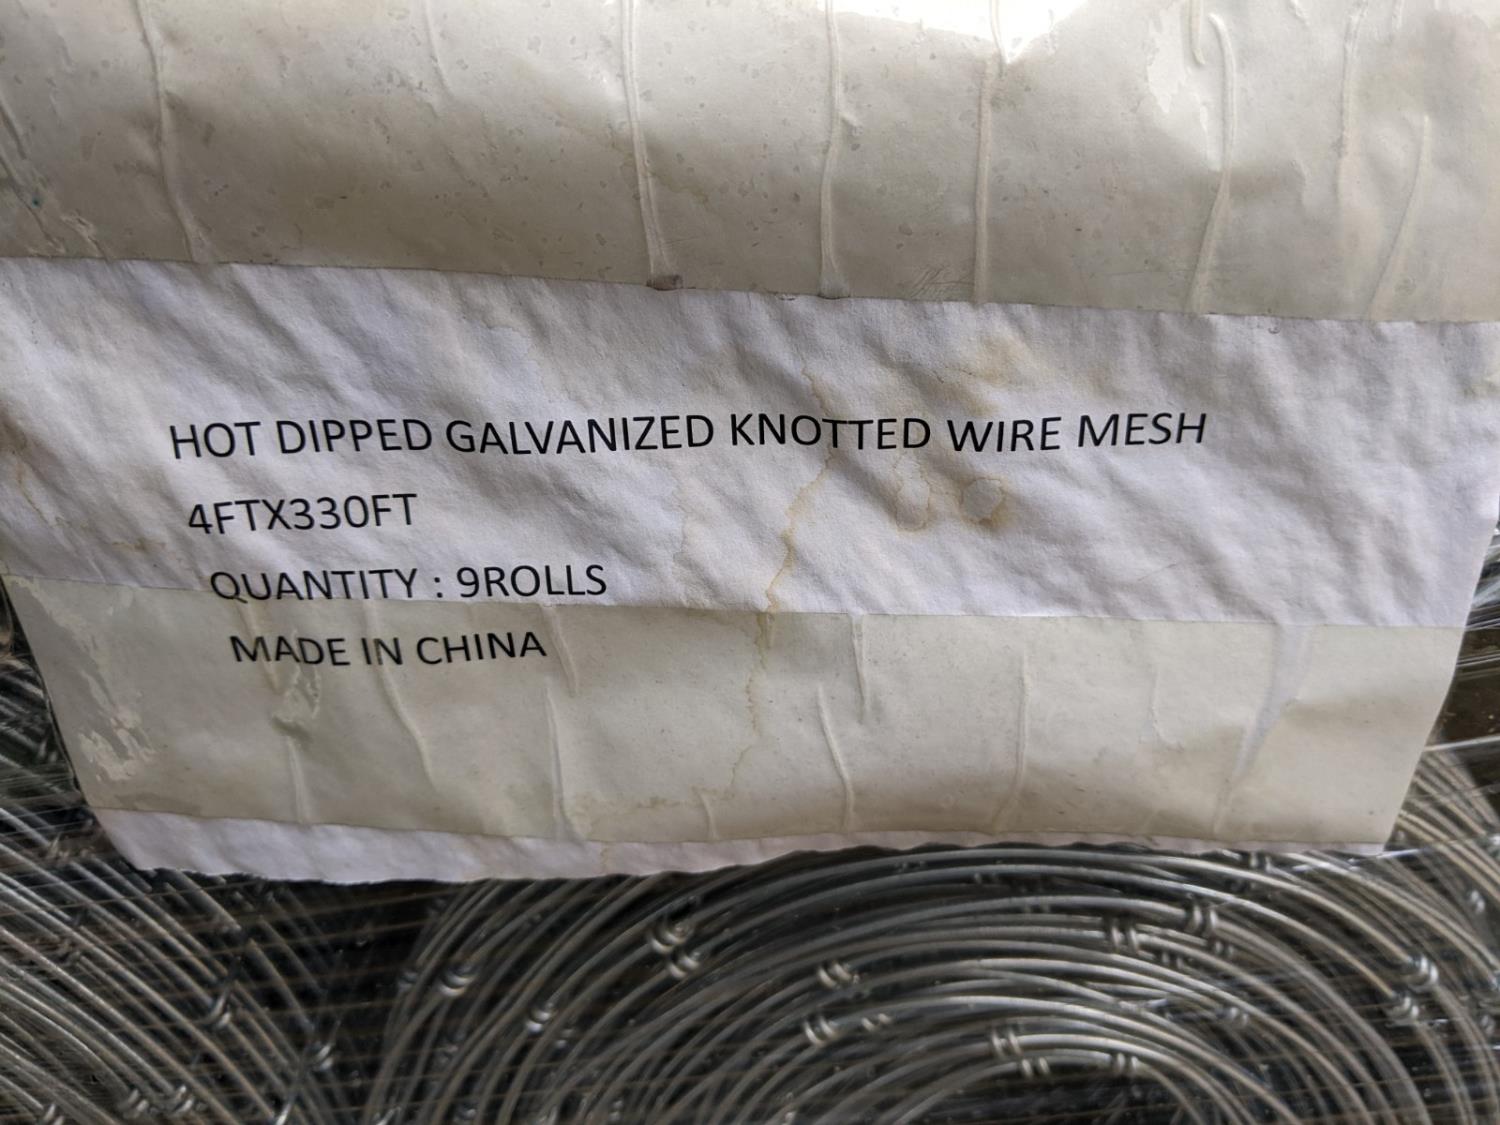 HOT DIPPED GALVANIZED KNOTTED WIRE MESH
4FTX330FT
QUANTITY : 9ROLLS
MADE IN CHINA